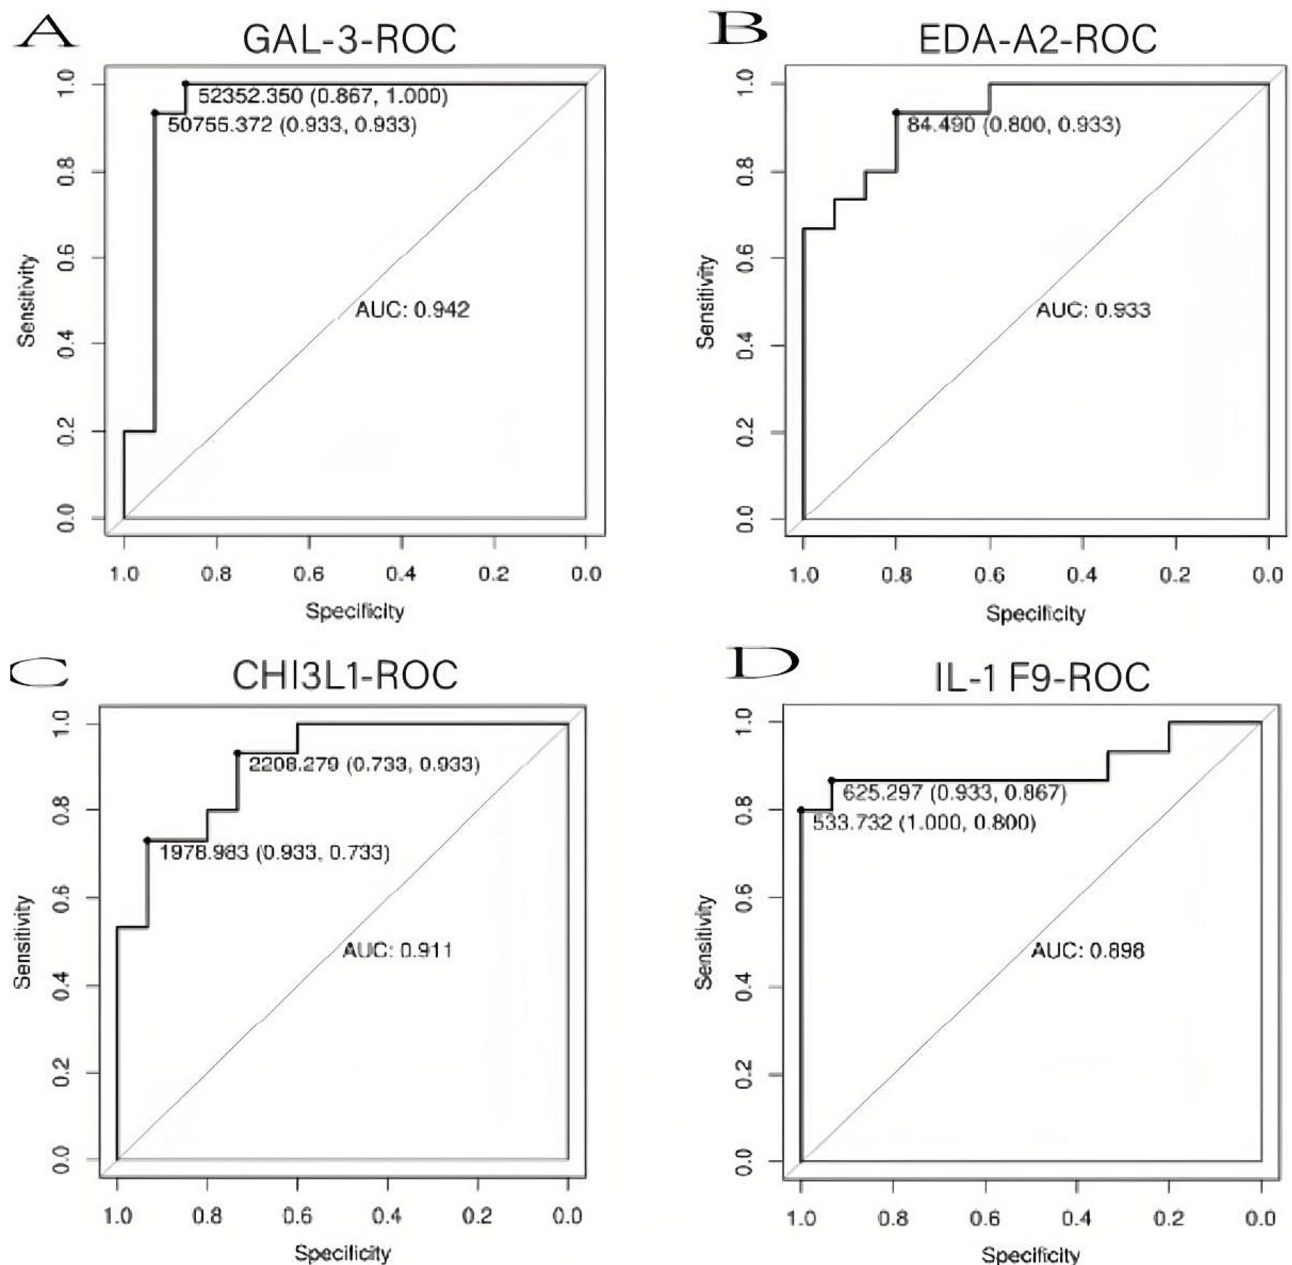 A
GAL-3-ROC
52352.350 (0.867, 1.000)
50755.372 (0.933, 0.933)
AUC: 0.942
Sensitivity
0.0 0.2 0.4 0.6 0.8 1.0
1.0 0.8 0.6 0.4 0.2 0.0
Specificity
B
EDA-A2-ROC
84.490 (0.800, 0.933)
AUC: 0.933
Sensitivity
0.0 0.2 0.4 0.6 0.8 1.0
1.0 0.8 0.6 0.4 0.2 0.0
Specificity
C
CHI3L1-ROC
2208.279 (0.733, 0.933)
1978.983 (0.933, 0.733)
AUC: 0.911
Sensitivity
0.0 0.2 0.4 0.6 0.8 1.0
1.0 0.8 0.6 0.4 0.2 0.0
Specificity
D
IL-1 F9-ROC
625.297 (0.933, 0.867)
533.732 (1.000, 0.800)
AUC: 0.898
Sensitivity
0.0 0.2 0.4 0.6 0.8 1.0
1.0 0.8 0.6 0.4 0.2 0.0
Specificity